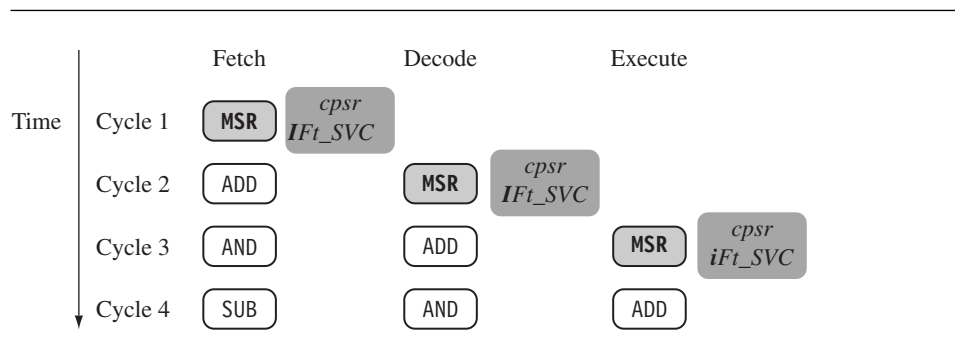 Fetch Decode Execute
Time Cycle 1 MSR cpsr IFt_SVC
Cycle 2 ADD MSR cpsr IFt_SVC
Cycle 3 AND ADD MSR cpsr iFt_SVC
Cycle 4 SUB AND ADD